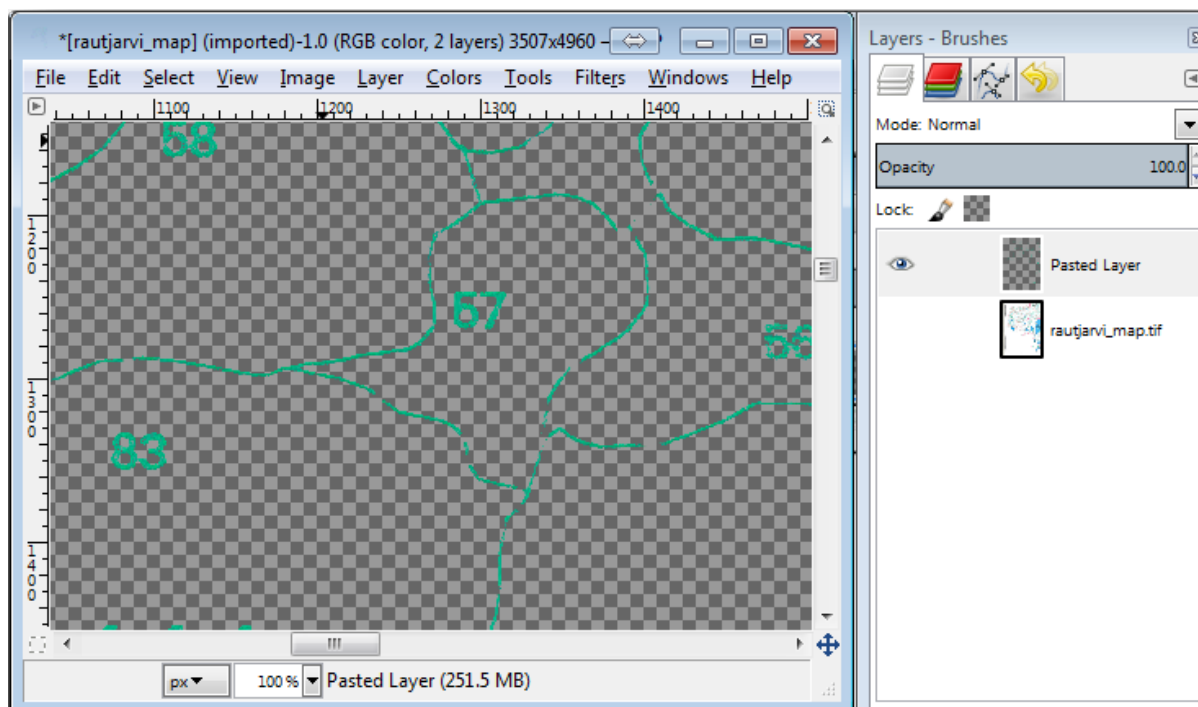 *[rautjarvi_map] (imported)-1.0 (RGB color, 2 layers) 3507x4960 –
File Edit Select View Image Layer Colors Tools Filters Windows Help
1100 1200 1300 1400
58
1200
67
56
1300
83
1400
px 100 % Pasted Layer (251.5 MB)
Layers - Brushes
Mode: Normal
Opacity 100.0
Lock:
Pasted Layer
rautjarvi_map.tif